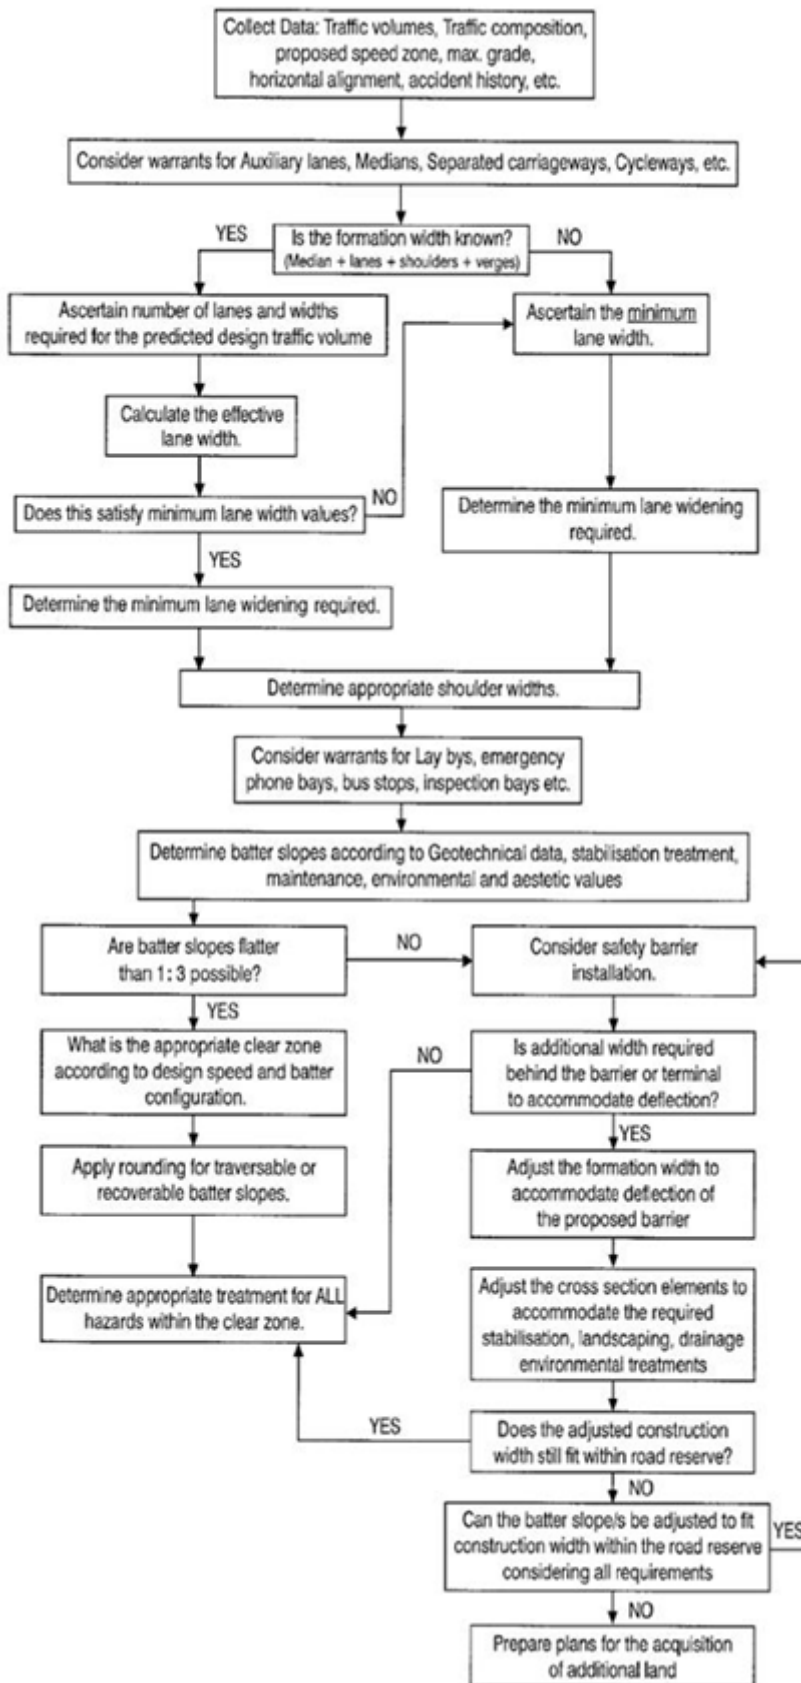 Collect Data: Traffic volumes, Traffic composition,
proposed speed zone, max. grade,
horizontal alignment, accident history, etc.
Consider warrants for Auxiliary lanes, Medians, Separated carriageways, Cycleways, etc.
YES
Is the formation width known?
(Median + lanes + shoulders + verges)
NO
Ascertain number of lanes and widths
required for the predicted design traffic volume
Ascertain the minimum
lane width.
Calculate the effective
lane width.
Does this satisfy minimum lane width values?
NO
Determine the minimum lane widening
required.
YES
Determine the minimum lane widening required.
Determine appropriate shoulder widths.
Consider warrants for Lay bys, emergency
phone bays, bus stops, inspection bays etc.
Determine batter slopes according to Geotechnical data, stabilisation treatment,
maintenance, environmental and aestetic values
Are batter slopes flatter
than 1: 3 possible?
NO
Consider safety barrier
installation.
YES
What is the appropriate clear zone
according to design speed and batter
configuration.
NO
Is additional width required
behind the barrier or terminal
to accommodate deflection?
YES
Apply rounding for traversable or
recoverable batter slopes.
Adjust the formation width to
accommodate deflection of
the proposed barrier
Determine appropriate treatment for ALL
hazards within the clear zone.
Adjust the cross section elements to
accommodate the required
stabilisation, landscaping, drainage
environmental treatments
YES
Does the adjusted construction
width still fit within road reserve?
NO
Can the batter slope/s be adjusted to fit
construction width within the road reserve
considering all requirements
YES
NO
Prepare plans for the acquisition
of additional land